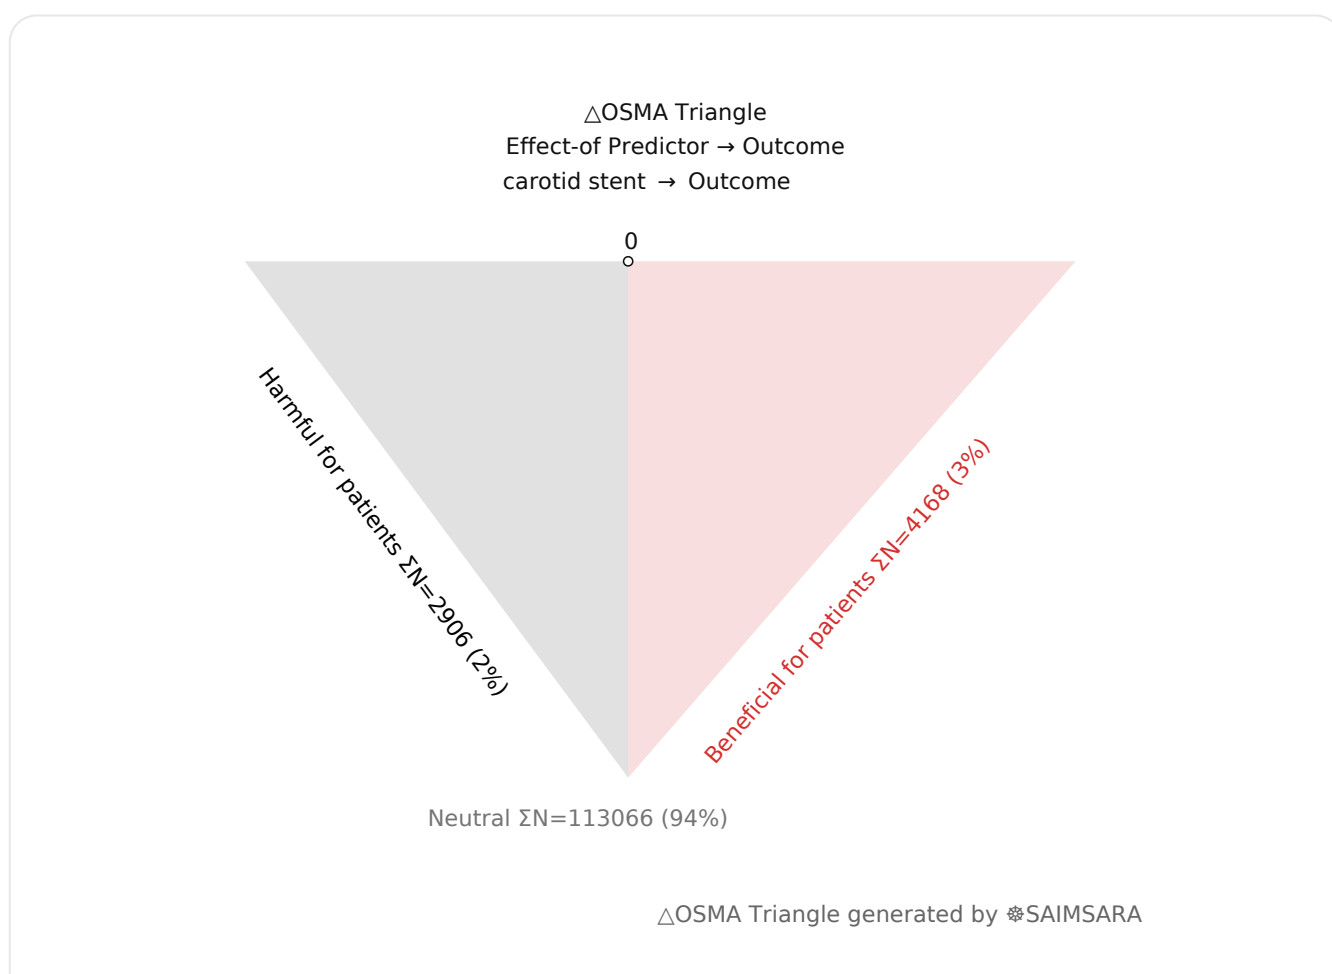 △OSMA Triangle
Effect-of Predictor → Outcome
carotid stent → Outcome
0
Harmful for patients ΣN=2906 (2%)
Beneficial for patients ΣN=4168 (3%)
Neutral ΣN=113066 (94%)
△OSMA Triangle generated by ☸SAIMSARA